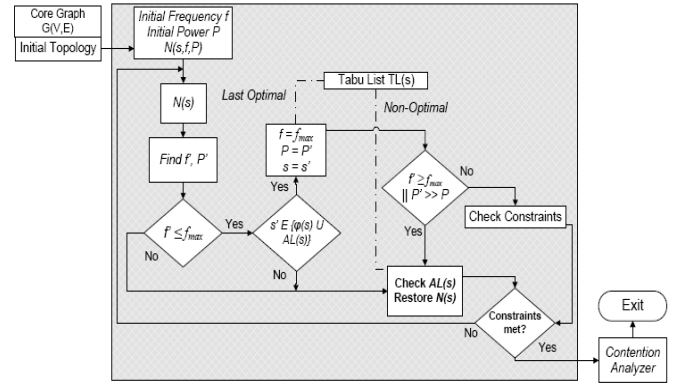 Core Graph
G(V,E)
Initial Topology
Initial Frequency f
Initial Power P
N(s,f,P)
N(s)
Find f', P'
f' ≤ fmax
Yes
No
Last Optimal
Tabu List TL(s)
Non-Optimal
f = fmax
P = P'
s = s'
Yes
s' E {φ(s) U
AL(s)}
No
f' ≥ fmax
|| P' >> P
No
Yes
Check Constraints
Check AL(s)
Restore N(s)
Constraints
met?
No
Yes
Exit
Contention
Analyzer